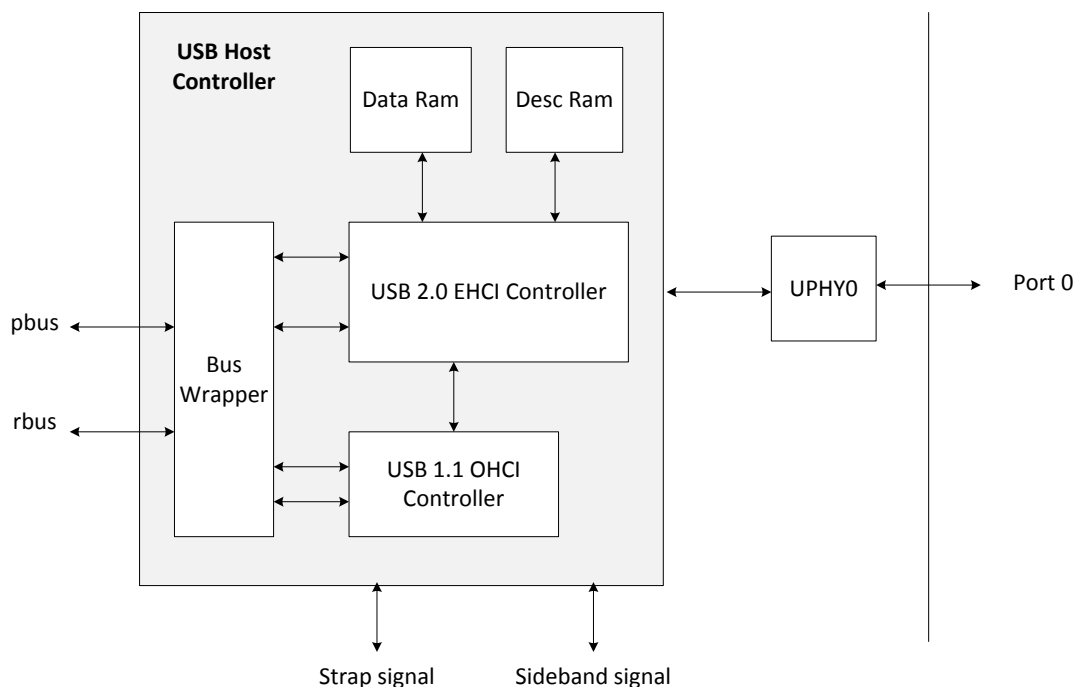 USB Host
Controller
Data Ram
Desc Ram
USB 2.0 EHCI Controller
UPHY0
Port 0
pbus
Bus
Wrapper
rbus
USB 1.1 OHCI
Controller
Strap signal
Sideband signal